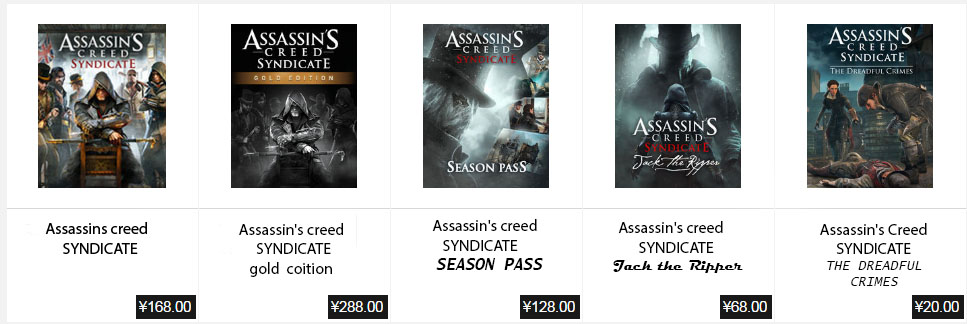 ASSASSIN'S
CREED
SYNDICATE
Assassins creed
SYNDICATE
¥168.00
ASSASSIN'S
CREED
SYNDICATE
GOLD EDITION
Assassin's creed
SYNDICATE
gold coition
¥288.00
ASSASSIN'S
CREED
SYNDICATE
SEASON PASS
Assassin's creed
SYNDICATE
SEASON PASS
¥128.00
ASSASSIN'S
CREED
SYNDICATE
Jack the Ripper
Assassin's creed
SYNDICATE
Jack the Ripper
¥68.00
ASSASSIN'S
CREED
SYNDICATE
THE DREADFUL CRIMES
Assassin's Creed
SYNDICATE
THE DREADFUL
CRIMES
¥20.00